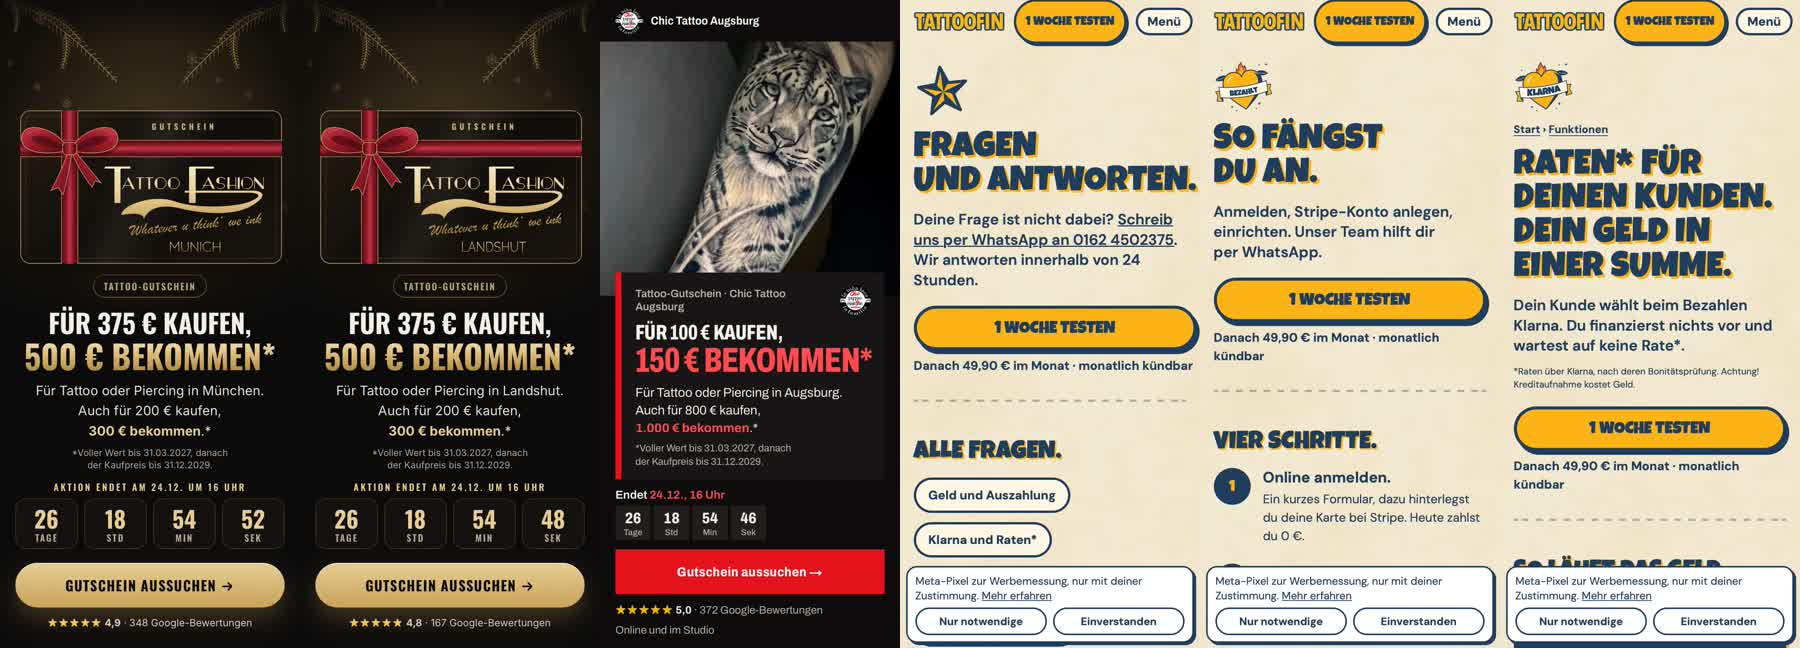 GUTSCHEIN
TATTOO FASHION
Whatever u think' we ink
MUNICH
TATTOO-GUTSCHEIN
FÜR 375 € KAUFEN,
500 € BEKOMMEN*
Für Tattoo oder Piercing in München.
Auch für 200 € kaufen,
300 € bekommen.*
*Voller Wert bis 31.03.2027, danach
der Kaufpreis bis 31.12.2029.
AKTION ENDET AM 24.12. UM 16 UHR
26 18 54 52
TAGE STD MIN SEK
GUTSCHEIN AUSSUCHEN →
★★★★★ 4,9 · 348 Google-Bewertungen
GUTSCHEIN
TATTOO FASHION
Whatever u think' we ink
LANDSHUT
TATTOO-GUTSCHEIN
FÜR 375 € KAUFEN,
500 € BEKOMMEN*
Für Tattoo oder Piercing in Landshut.
Auch für 200 € kaufen,
300 € bekommen.*
*Voller Wert bis 31.03.2027, danach
der Kaufpreis bis 31.12.2029.
AKTION ENDET AM 24.12. UM 16 UHR
26 18 54 48
TAGE STD MIN SEK
GUTSCHEIN AUSSUCHEN →
★★★★★ 4,8 · 167 Google-Bewertungen
Chic Tattoo Augsburg
Tattoo-Gutschein · Chic Tattoo
Augsburg
FÜR 100 € KAUFEN,
150 € BEKOMMEN*
Für Tattoo oder Piercing in Augsburg.
Auch für 800 € kaufen,
1.000 € bekommen.*
*Voller Wert bis 31.03.2027, danach
der Kaufpreis bis 31.12.2029.
Endet 24.12., 16 Uhr
26 18 54 46
Tage Std Min Sek
Gutschein aussuchen →
★★★★★ 5,0 · 372 Google-Bewertungen
Online und im Studio
TATTOOFIN
1 WOCHE TESTEN
Menü
FRAGEN
UND ANTWORTEN.
Deine Frage ist nicht dabei? Schreib
uns per WhatsApp an 0162 4502375.
Wir antworten innerhalb von 24
Stunden.
1 WOCHE TESTEN
Danach 49,90 € im Monat · monatlich kündbar
ALLE FRAGEN.
Geld und Auszahlung
Klarna und Raten*
Meta-Pixel zur Werbemessung, nur mit deiner
Zustimmung. Mehr erfahren
Nur notwendige
Einverstanden
TATTOOFIN
1 WOCHE TESTEN
Menü
BEZAHLT
SO FÄNGST
DU AN.
Anmelden, Stripe-Konto anlegen,
einrichten. Unser Team hilft dir
per WhatsApp.
1 WOCHE TESTEN
Danach 49,90 € im Monat · monatlich
kündbar
VIER SCHRITTE.
1
Online anmelden.
Ein kurzes Formular, dazu hinterlegst
du deine Karte bei Stripe. Heute zahlst
du 0 €.
Meta-Pixel zur Werbemessung, nur mit deiner
Zustimmung. Mehr erfahren
Nur notwendige
Einverstanden
TATTOOFIN
1 WOCHE TESTEN
Menü
KLARNA
Start › Funktionen
RATEN* FÜR
DEINEN KUNDEN.
DEIN GELD IN
EINER SUMME.
Dein Kunde wählt beim Bezahlen
Klarna. Du finanzierst nichts vor und
wartest auf keine Rate*.
*Raten über Klarna, nach deren Bonitätsprüfung. Achtung!
Kreditaufnahme kostet Geld.
1 WOCHE TESTEN
Danach 49,90 € im Monat · monatlich
kündbar
SO LÄUFT DAS GELD
Meta-Pixel zur Werbemessung, nur mit deiner
Zustimmung. Mehr erfahren
Nur notwendige
Einverstanden